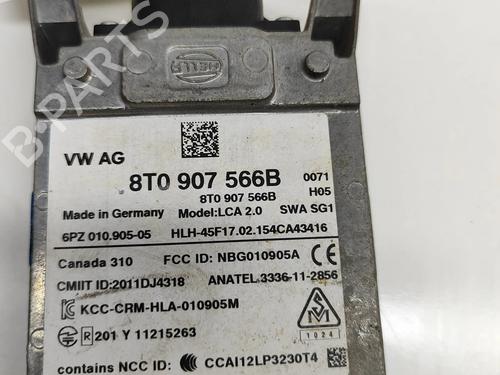 HELLA
B-PARTS
VW AG
8T0 907 566B 0071
8T0 907 566B H05
Made in Germany Model:LCA 2.0 SWA SG1
6PZ 010.905-05 HLH-45F17.02.154CA43416
Canada 310 FCC ID: NBG010905A
CMIIT ID:2011DJ4318 ANATEL 3336-11-2856
KCC-CRM-HLA-010905M
R 201 Y 11215263
S M
1024
contains NCC ID: CCAI12LP3230T4